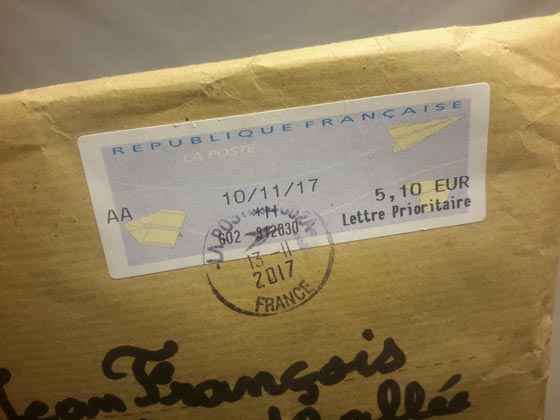 REPUBLIQUE FRANÇAISE
LA POSTE
10/11/17
5,10 EUR
AA
Lettre Prioritaire
13-11
2017
FRANCE
Jean François